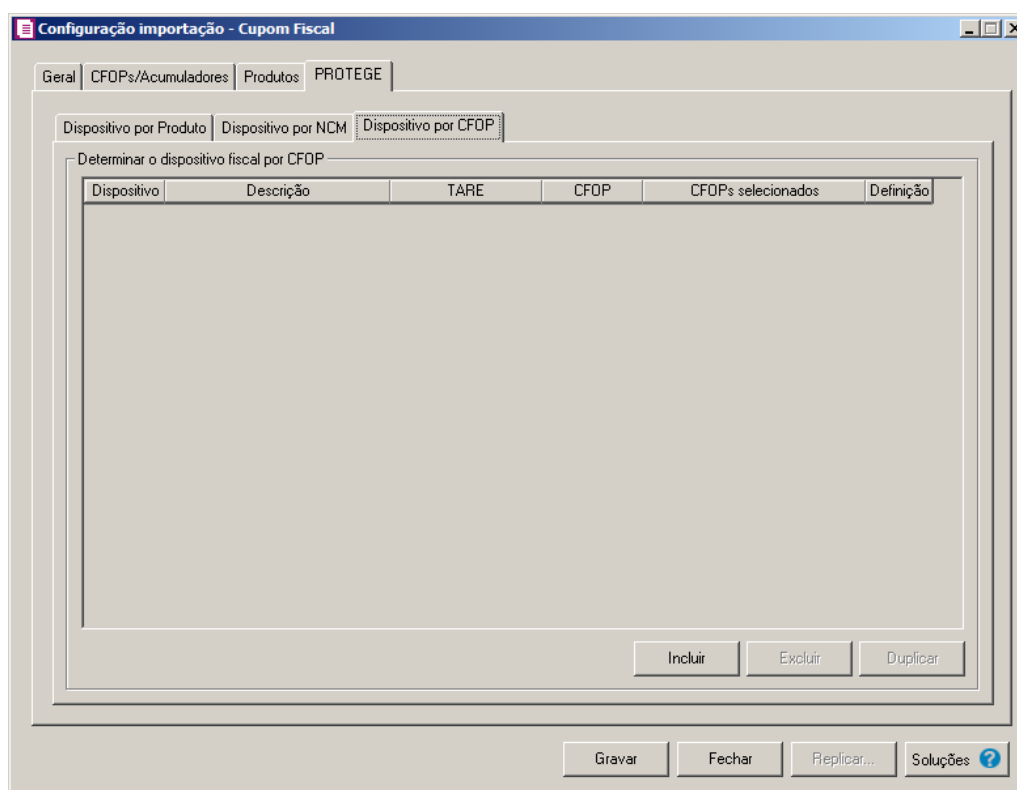 Configuração importação - Cupom Fiscal
Geral CFOPs/Acumuladores Produtos PROTEGE
Dispositivo por Produto Dispositivo por NCM Dispositivo por CFOP
Determinar o dispositivo fiscal por CFOP
Dispositivo Descrição TARE CFOP CFOPs selecionados Definição
Incluir Excluir Duplicar
Gravar Fechar Replicar... Soluções ?